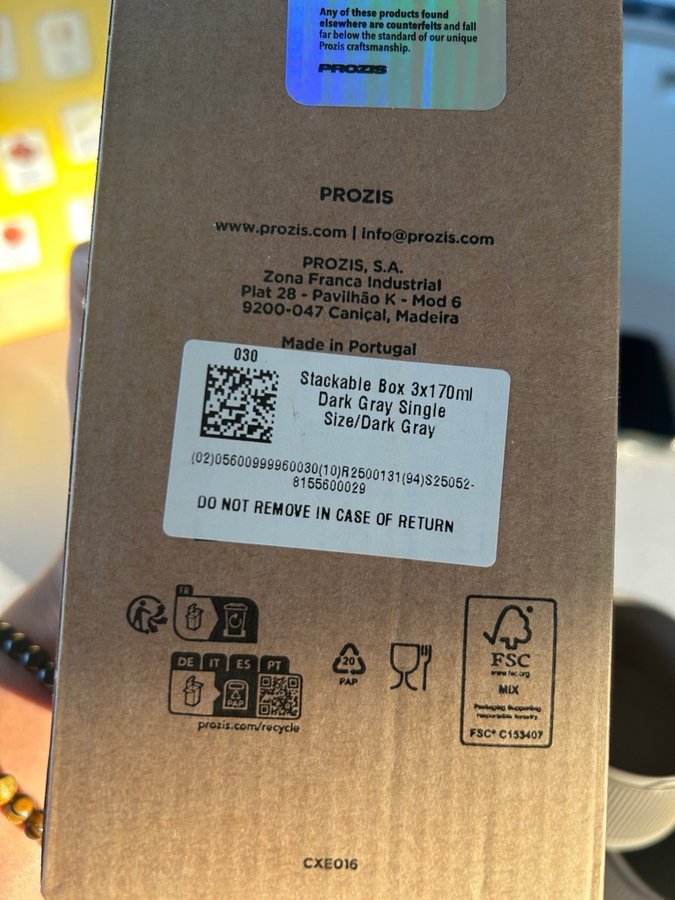 Any of these products found
elsewhere are counterfeits and fall
far below the standard of our unique
Prozis craftsmanship.
PROZIS
PROZIS
www.prozis.com | info@prozis.com
PROZIS, S.A.
Zona Franca Industrial
Plat 28 - Pavilhão K - Mod 6
9200-047 Caniçal, Madeira
Made in Portugal
030
Stackable Box 3x170ml
Dark Gray Single
Size/Dark Gray
(02)05600999960030(10)R2500131(94)S25052-
8155600029
DO NOT REMOVE IN CASE OF RETURN
FR
DE IT ES PT
PAP
prozis.com/recycle
20
PAP
FSC
www.fsc.org
MIX
Packaging Supporting
responsible forestry
FSC® C153407
CXE016